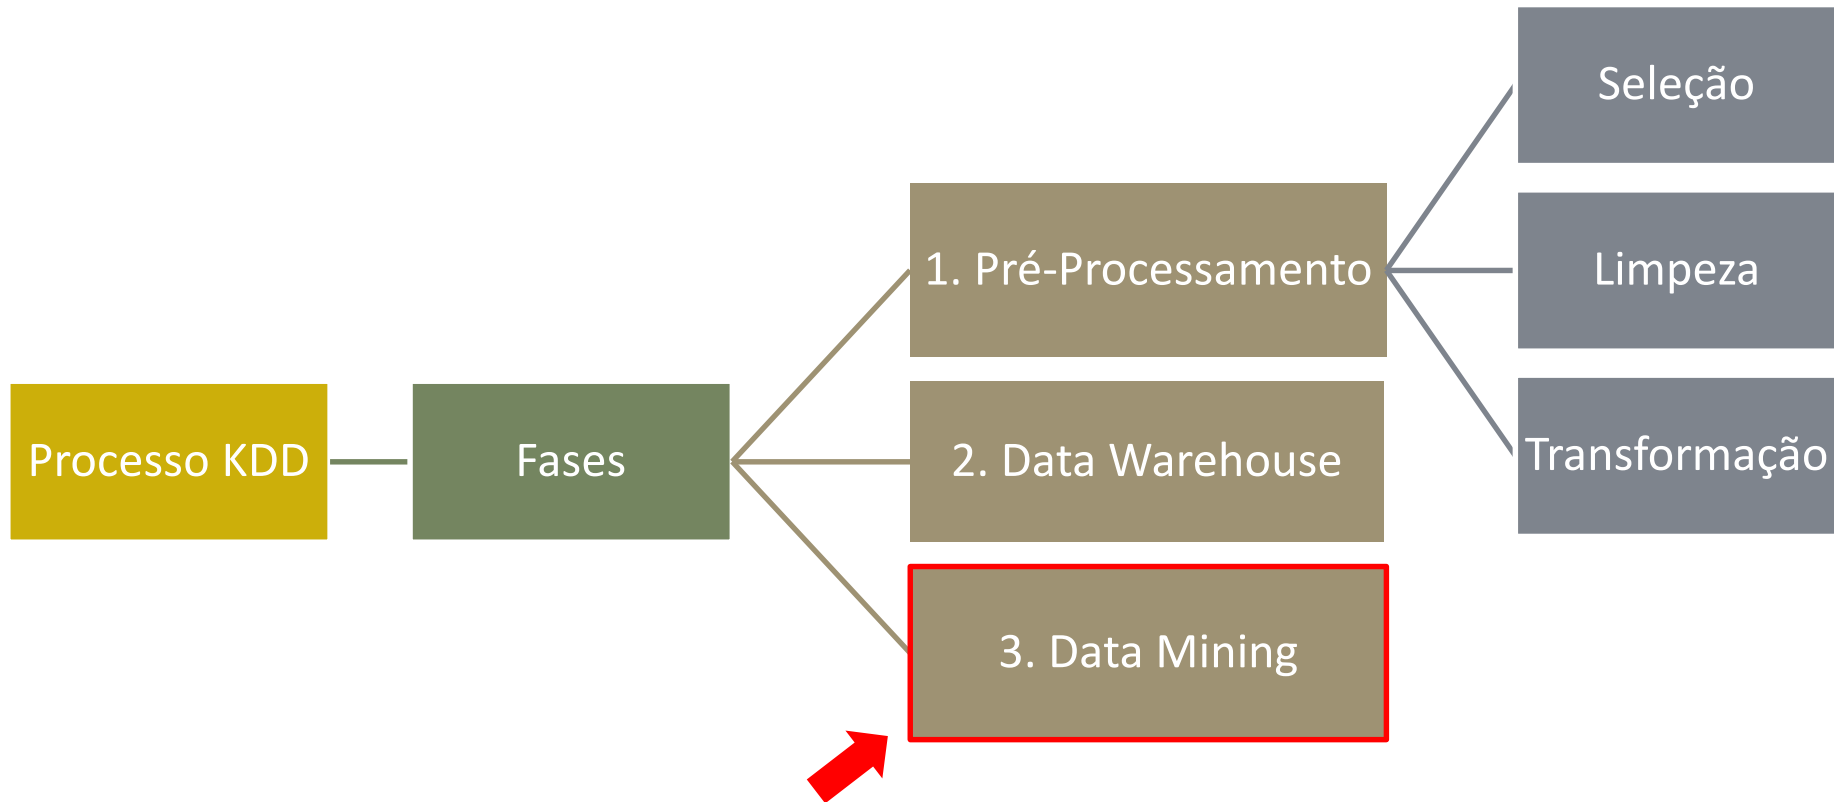 Processo KDD
Fases
1. Pré-Processamento
2. Data Warehouse
3. Data Mining
Seleção
Limpeza
Transformação